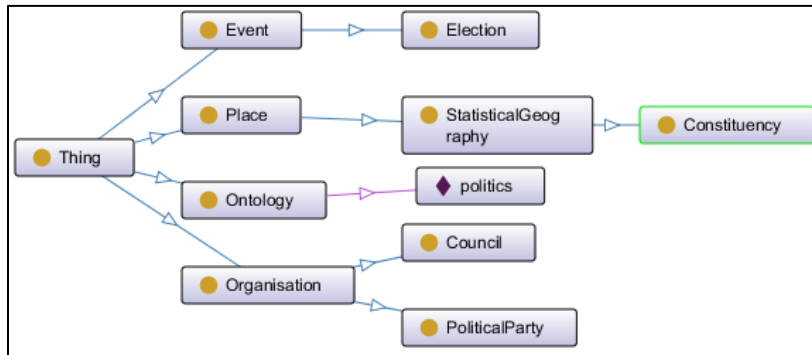 Event
Election
Place
StatisticalGeog
raphy
Constituency
Thing
Ontology
politics
Council
Organisation
PoliticalParty